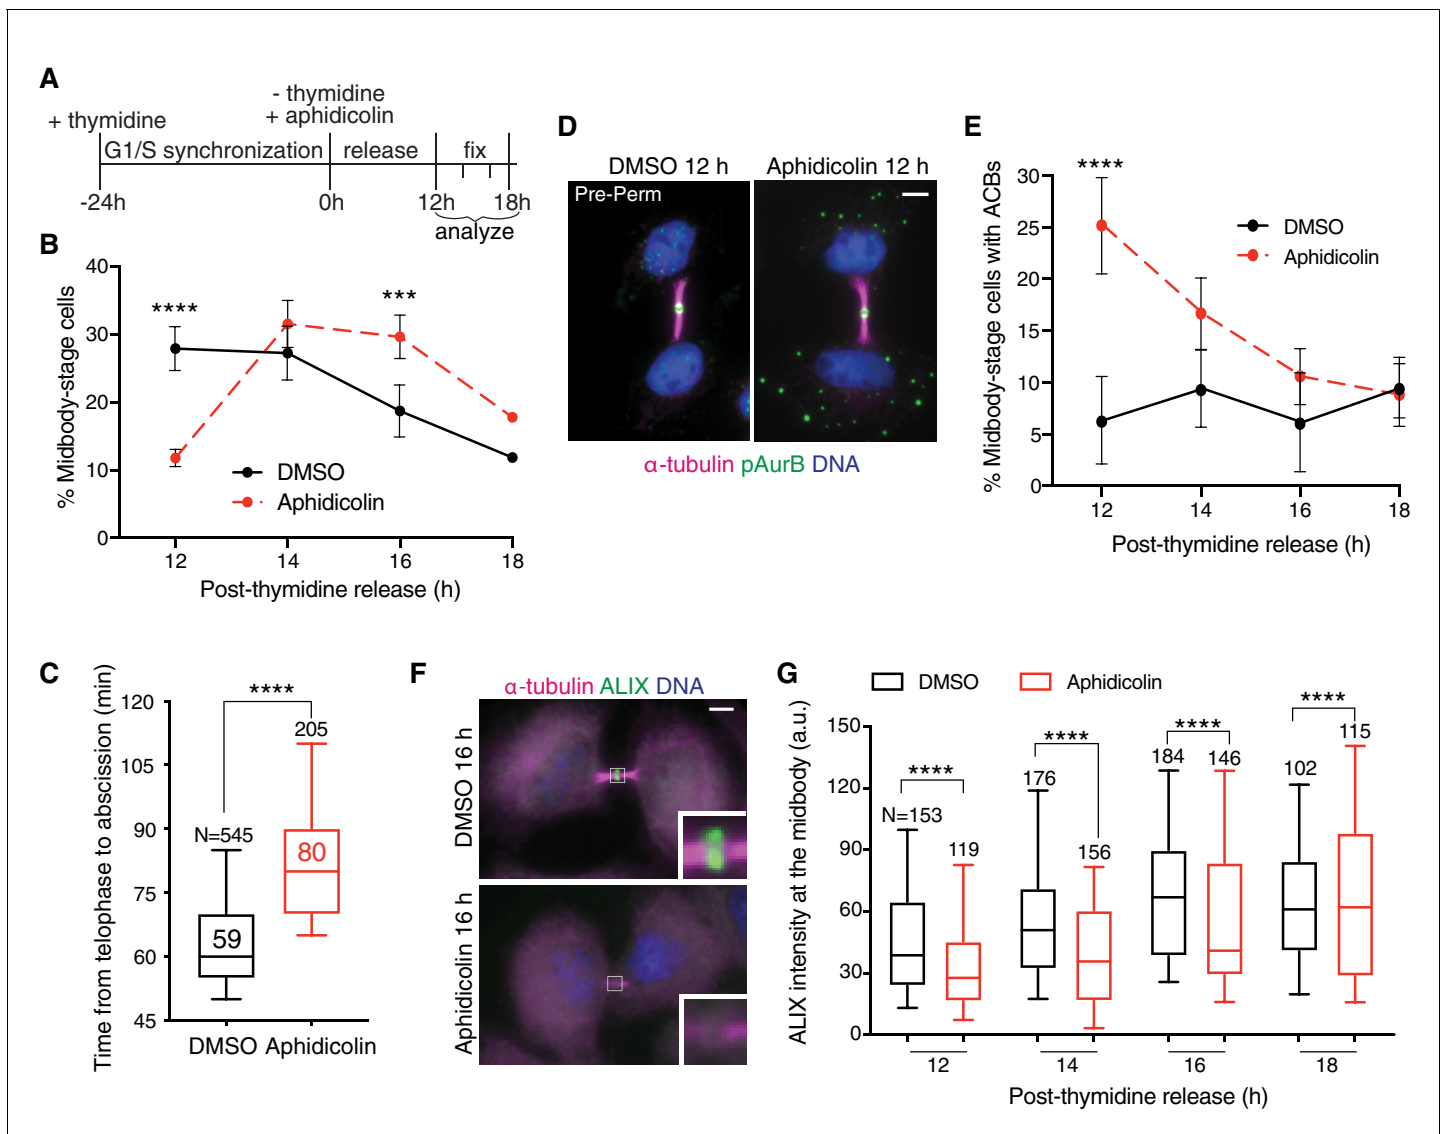 A
- thymidine
+ thymidine
+ aphidicolin
G1/S synchronization
release
fix
-24h
0h
12h
18h
analyze
B
% Midbody-stage cells
40
30
20
10
0
****
***
DMSO
Aphidicolin
12
14
16
18
Post-thymidine release (h)
C
Time from telophase to abscission (min)
120
105
90
75
60
45
****
205
N=545
80
59
DMSO
Aphidicolin
D
DMSO 12 h
Aphidicolin 12 h
Pre-Perm
α-tubulin pAurB DNA
E
% Midbody-stage cells with ACBs
30
25
20
15
10
5
0
****
DMSO
Aphidicolin
12
14
16
18
Post-thymidine release (h)
F
α-tubulin ALIX DNA
DMSO 16 h
Aphidicolin 16 h
G
DMSO
Aphidicolin
ALIX intensity at the midbody (a.u.)
150
120
90
60
30
0
****
****
****
****
N=153
119
176
156
184
146
102
115
12
14
16
18
Post-thymidine release (h)